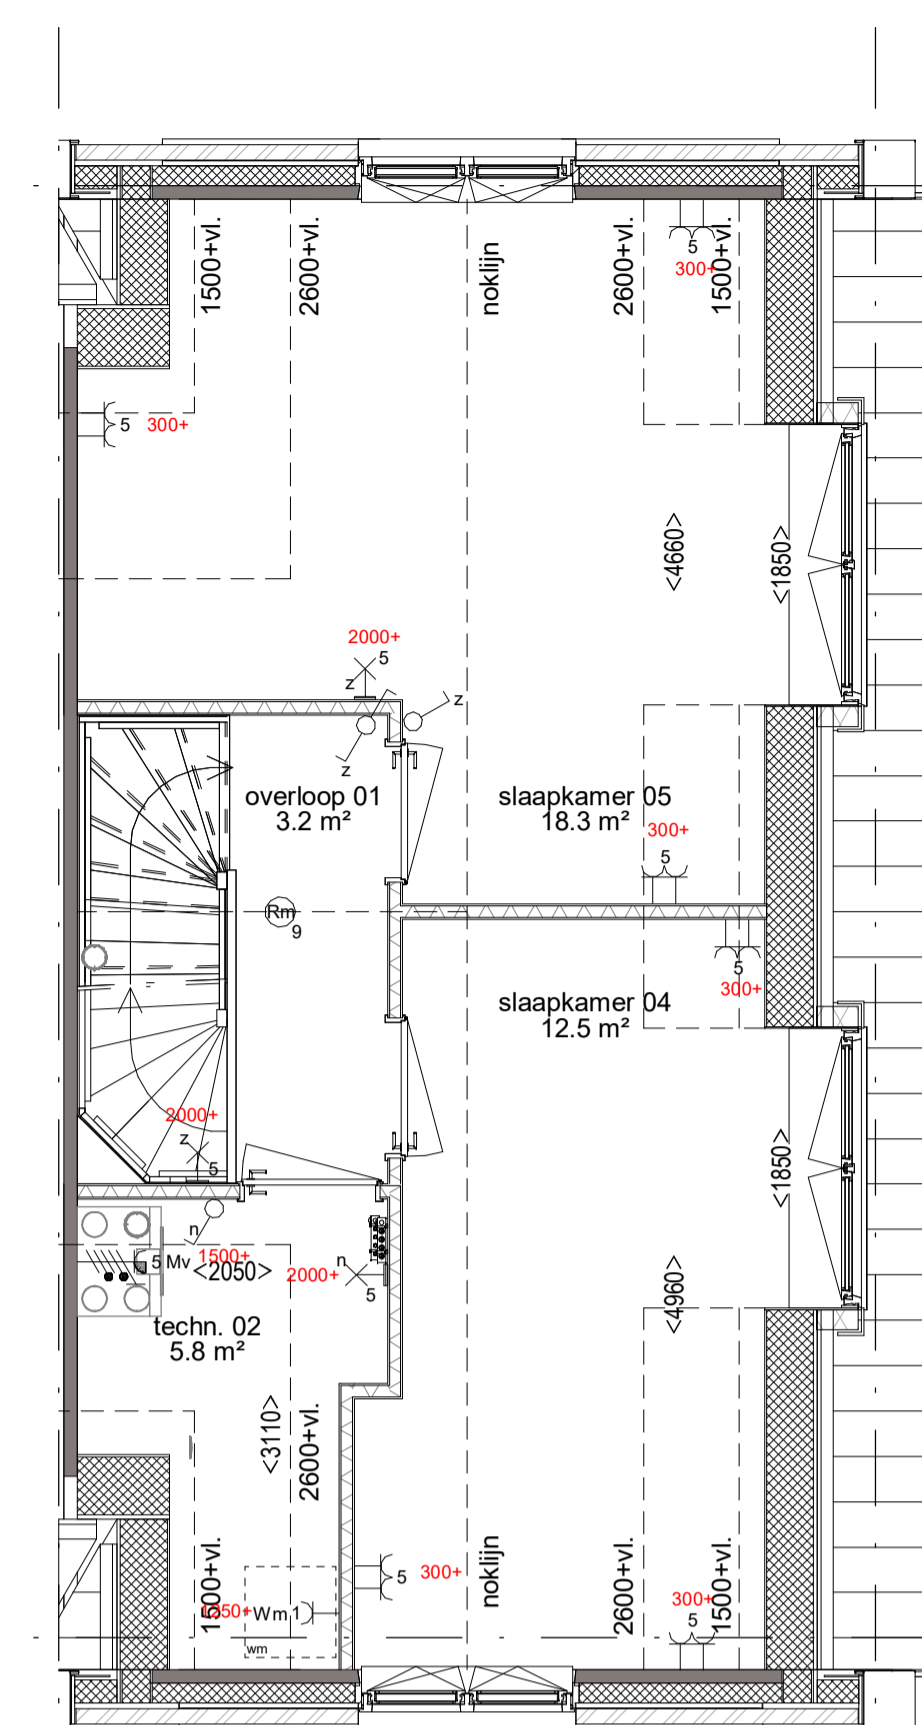 1500+vl.
2600+vl.
noklijn
2600+vl.
1500+vl.
5
300+
5
300+
<4660>
<1850>
2000+
5
z
z
z
overloop 01
3.2 m²
slaapkamer 05
18.3 m²
300+
5
Rm
9
5
300+
slaapkamer 04
12.5 m²
2000+
z
5
<1850>
n
5 Mv
1500+
<2050>
2000+
n
5
<4960>
techn. 02
5.8 m²
<3110>
2600+vl.
1500+vl.
1250+
Wm 1
wm
5
300+
noklijn
2600+vl.
1500+vl.
300+
5